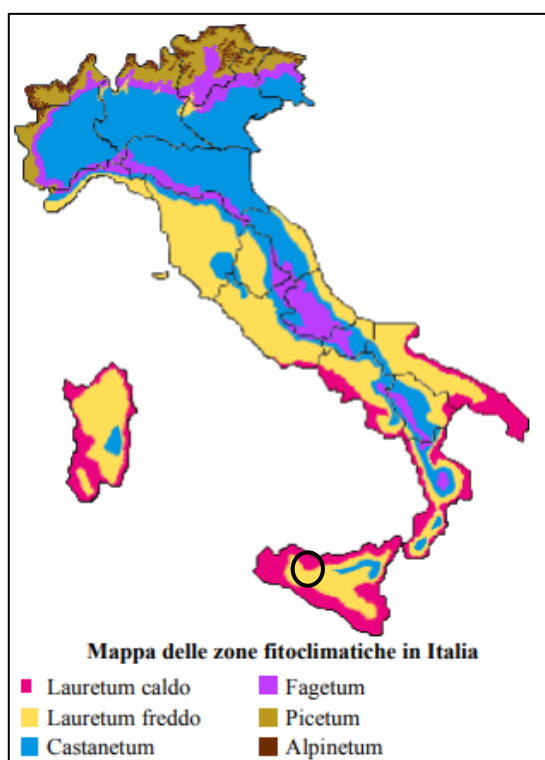 Mappa delle zone fitoclimatiche in Italia
Lauretum caldo
Fagetum
Lauretum freddo
Picetum
Castanetum
Alpinetum